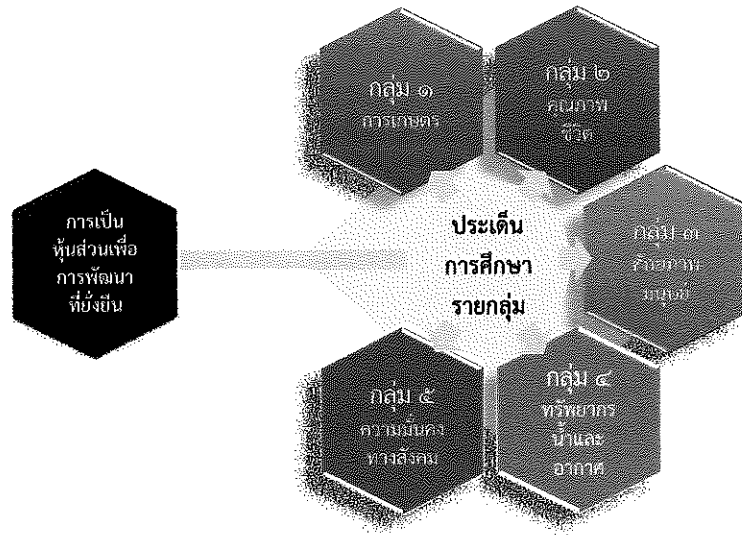 การเป็น
หุ้นส่วนเพื่อ
การพัฒนา
ที่ยั่งยืน
ประเด็น
การศึกษา
รายกลุ่ม
กลุ่ม ๑
การเกษตร
กลุ่ม ๒
คุณภาพ
ชีวิต
กลุ่ม ๓
ศักยภาพ
มนุษย์
กลุ่ม ๔
ทรัพยากร
น้ำและ
อากาศ
กลุ่ม ๕
ความมั่นคง
ทางสังคม